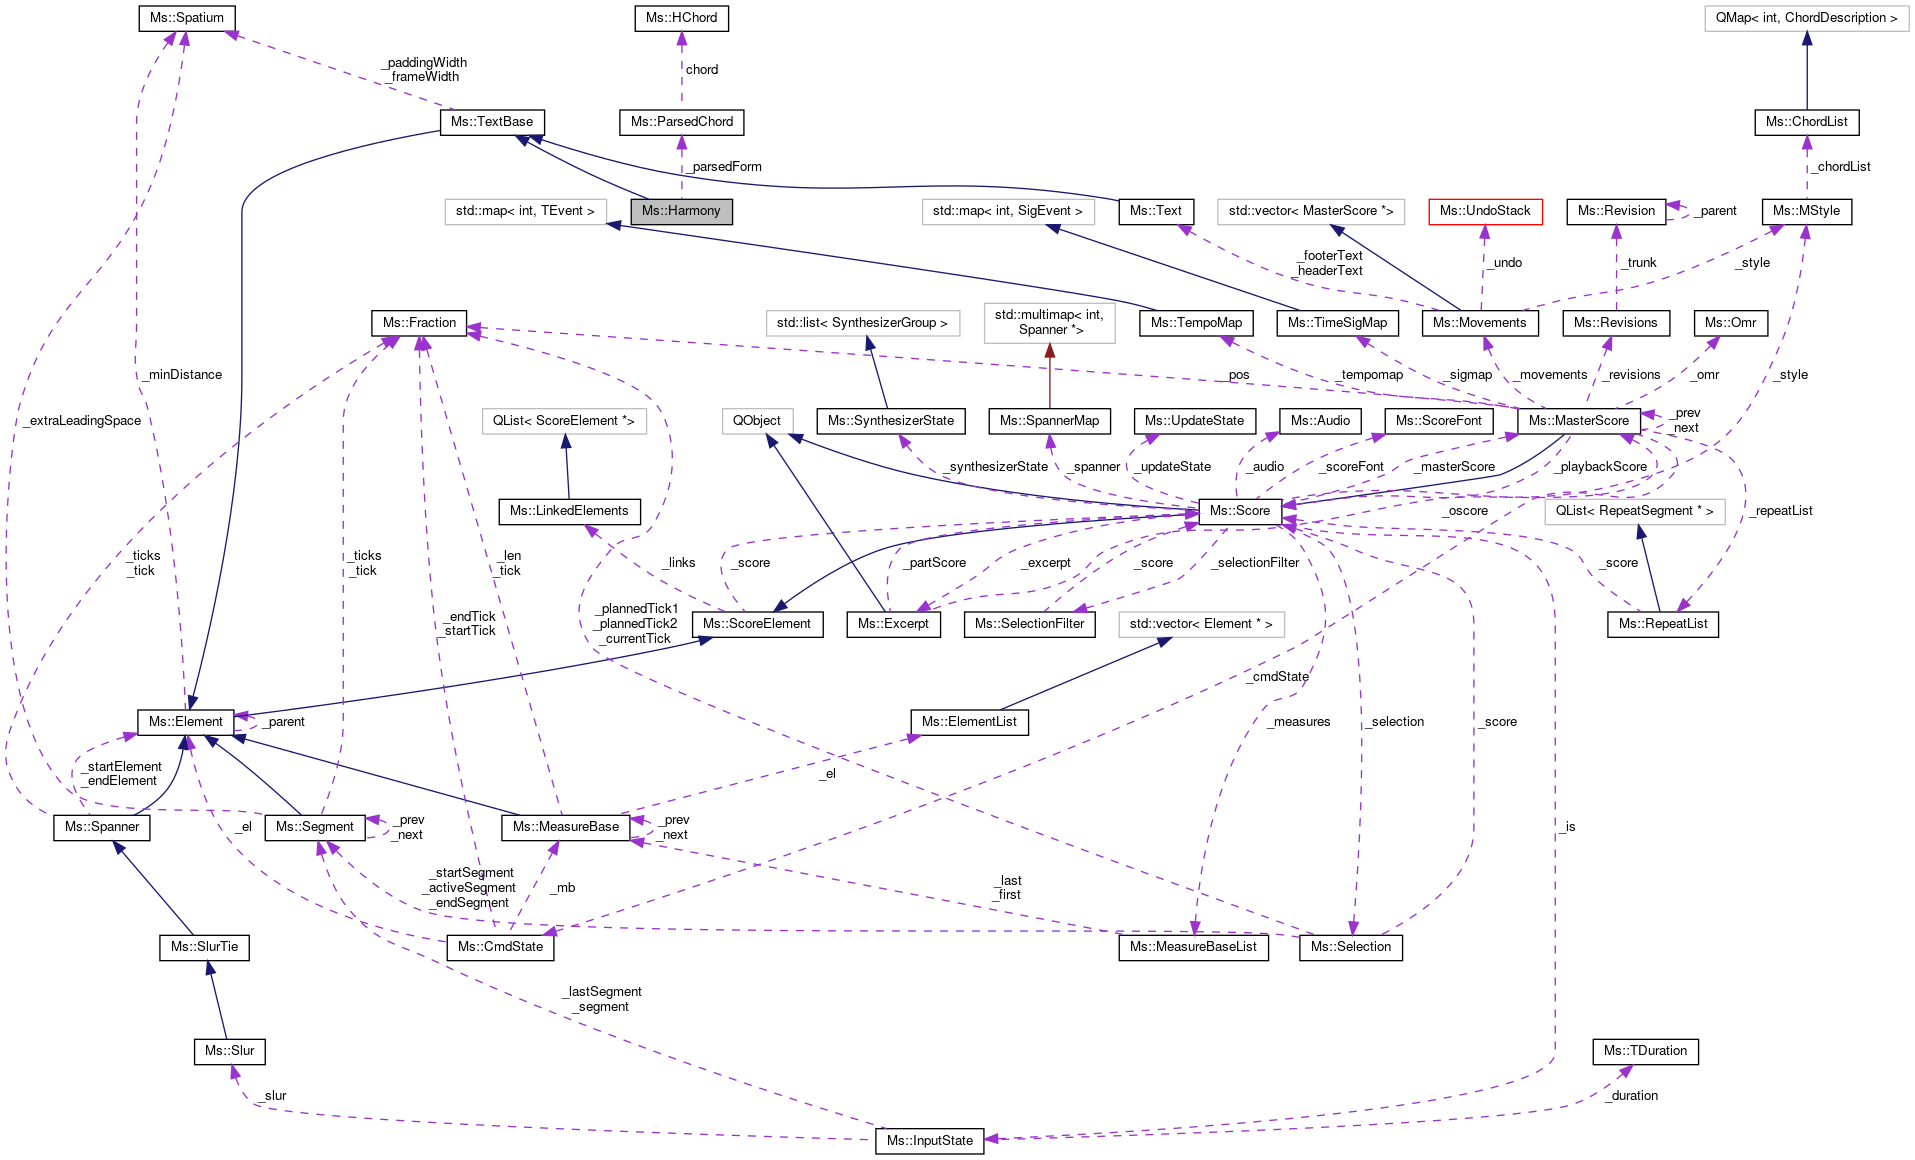 Ms::Spatium
Ms::HChord
QMap< int, ChordDescription >
_paddingWidth
_frameWidth
chord
Ms::TextBase
Ms::ParsedChord
Ms::ChordList
_parsedForm
_chordList
std::map< int, TEvent >
Ms::Harmony
std::map< int, SigEvent >
Ms::Text
std::vector< MasterScore *>
Ms::UndoStack
Ms::Revision
_parent
Ms::MStyle
_footerText
_headerText
_undo
_trunk
_style
Ms::Fraction
std::list< SynthesizerGroup >
std::multimap< int,
Spanner *>
Ms::TempoMap
Ms::TimeSigMap
Ms::Movements
Ms::Revisions
Ms::Omr
_minDistance
_pos
_tempomap
_sigmap
_movements
_revisions
_omr
_style
_extraLeadingSpace
QList< ScoreElement *>
QObject
Ms::SynthesizerState
Ms::SpannerMap
Ms::UpdateState
Ms::Audio
Ms::ScoreFont
Ms::MasterScore
_prev
_next
_synthesizerState
_spanner
_updateState
_audio
_scoreFont
_masterScore
_playbackScore
Ms::LinkedElements
Ms::Score
_oscore
QList< RepeatSegment * >
_repeatList
_ticks
_tick
_ticks
_tick
_len
_tick
_links
_score
_partScore
_excerpt
_score
_selectionFilter
_score
_endTick
_startTick
_plannedTick1
_plannedTick2
_currentTick
Ms::ScoreElement
Ms::Excerpt
Ms::SelectionFilter
std::vector< Element * >
Ms::RepeatList
_cmdState
Ms::Element
_parent
Ms::ElementList
_measures
_selection
_score
_startElement
_endElement
_el
Ms::Spanner
_el
Ms::Segment
_prev
_next
Ms::MeasureBase
_prev
_next
_is
_startSegment
_activeSegment
_endSegment
_mb
_last
_first
Ms::SlurTie
Ms::CmdState
Ms::MeasureBaseList
Ms::Selection
_lastSegment
_segment
Ms::Slur
Ms::TDuration
_slur
_duration
Ms::InputState